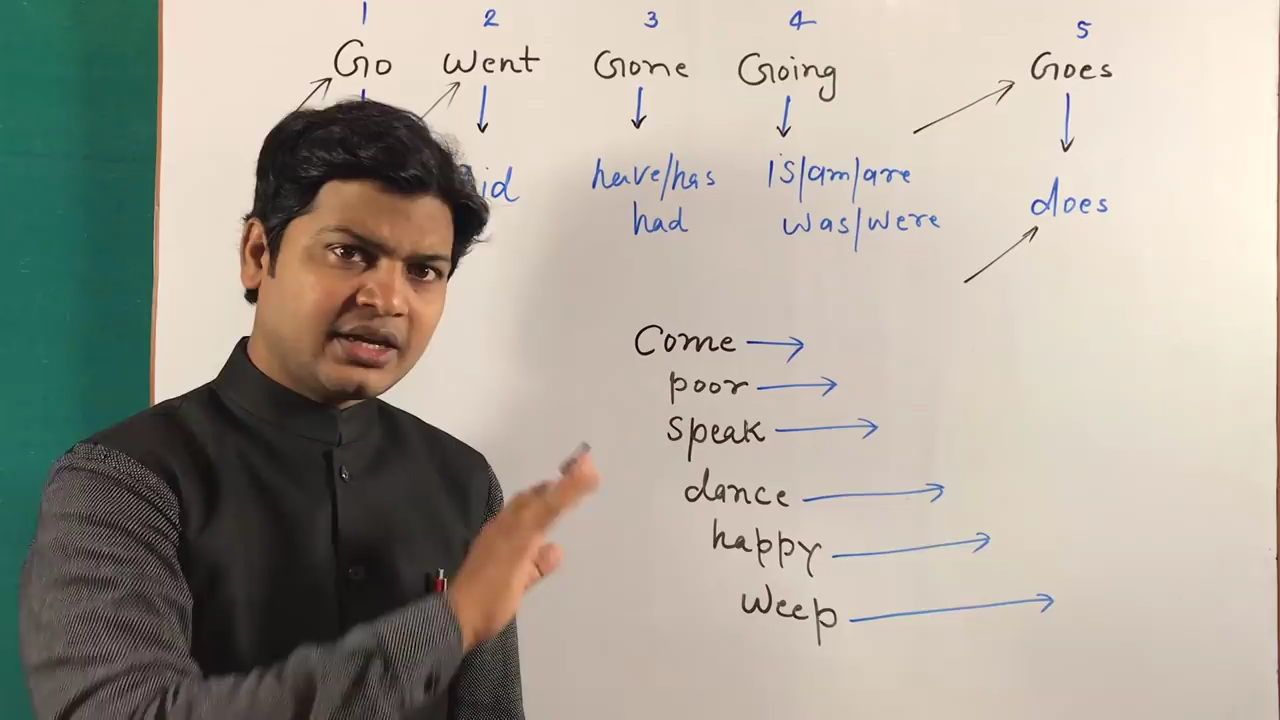 1 2 3 4 5
Go Went Gone Going Goes
have/has is/am/are does
had was/were
Come
poor
speak
dance
happy
weep